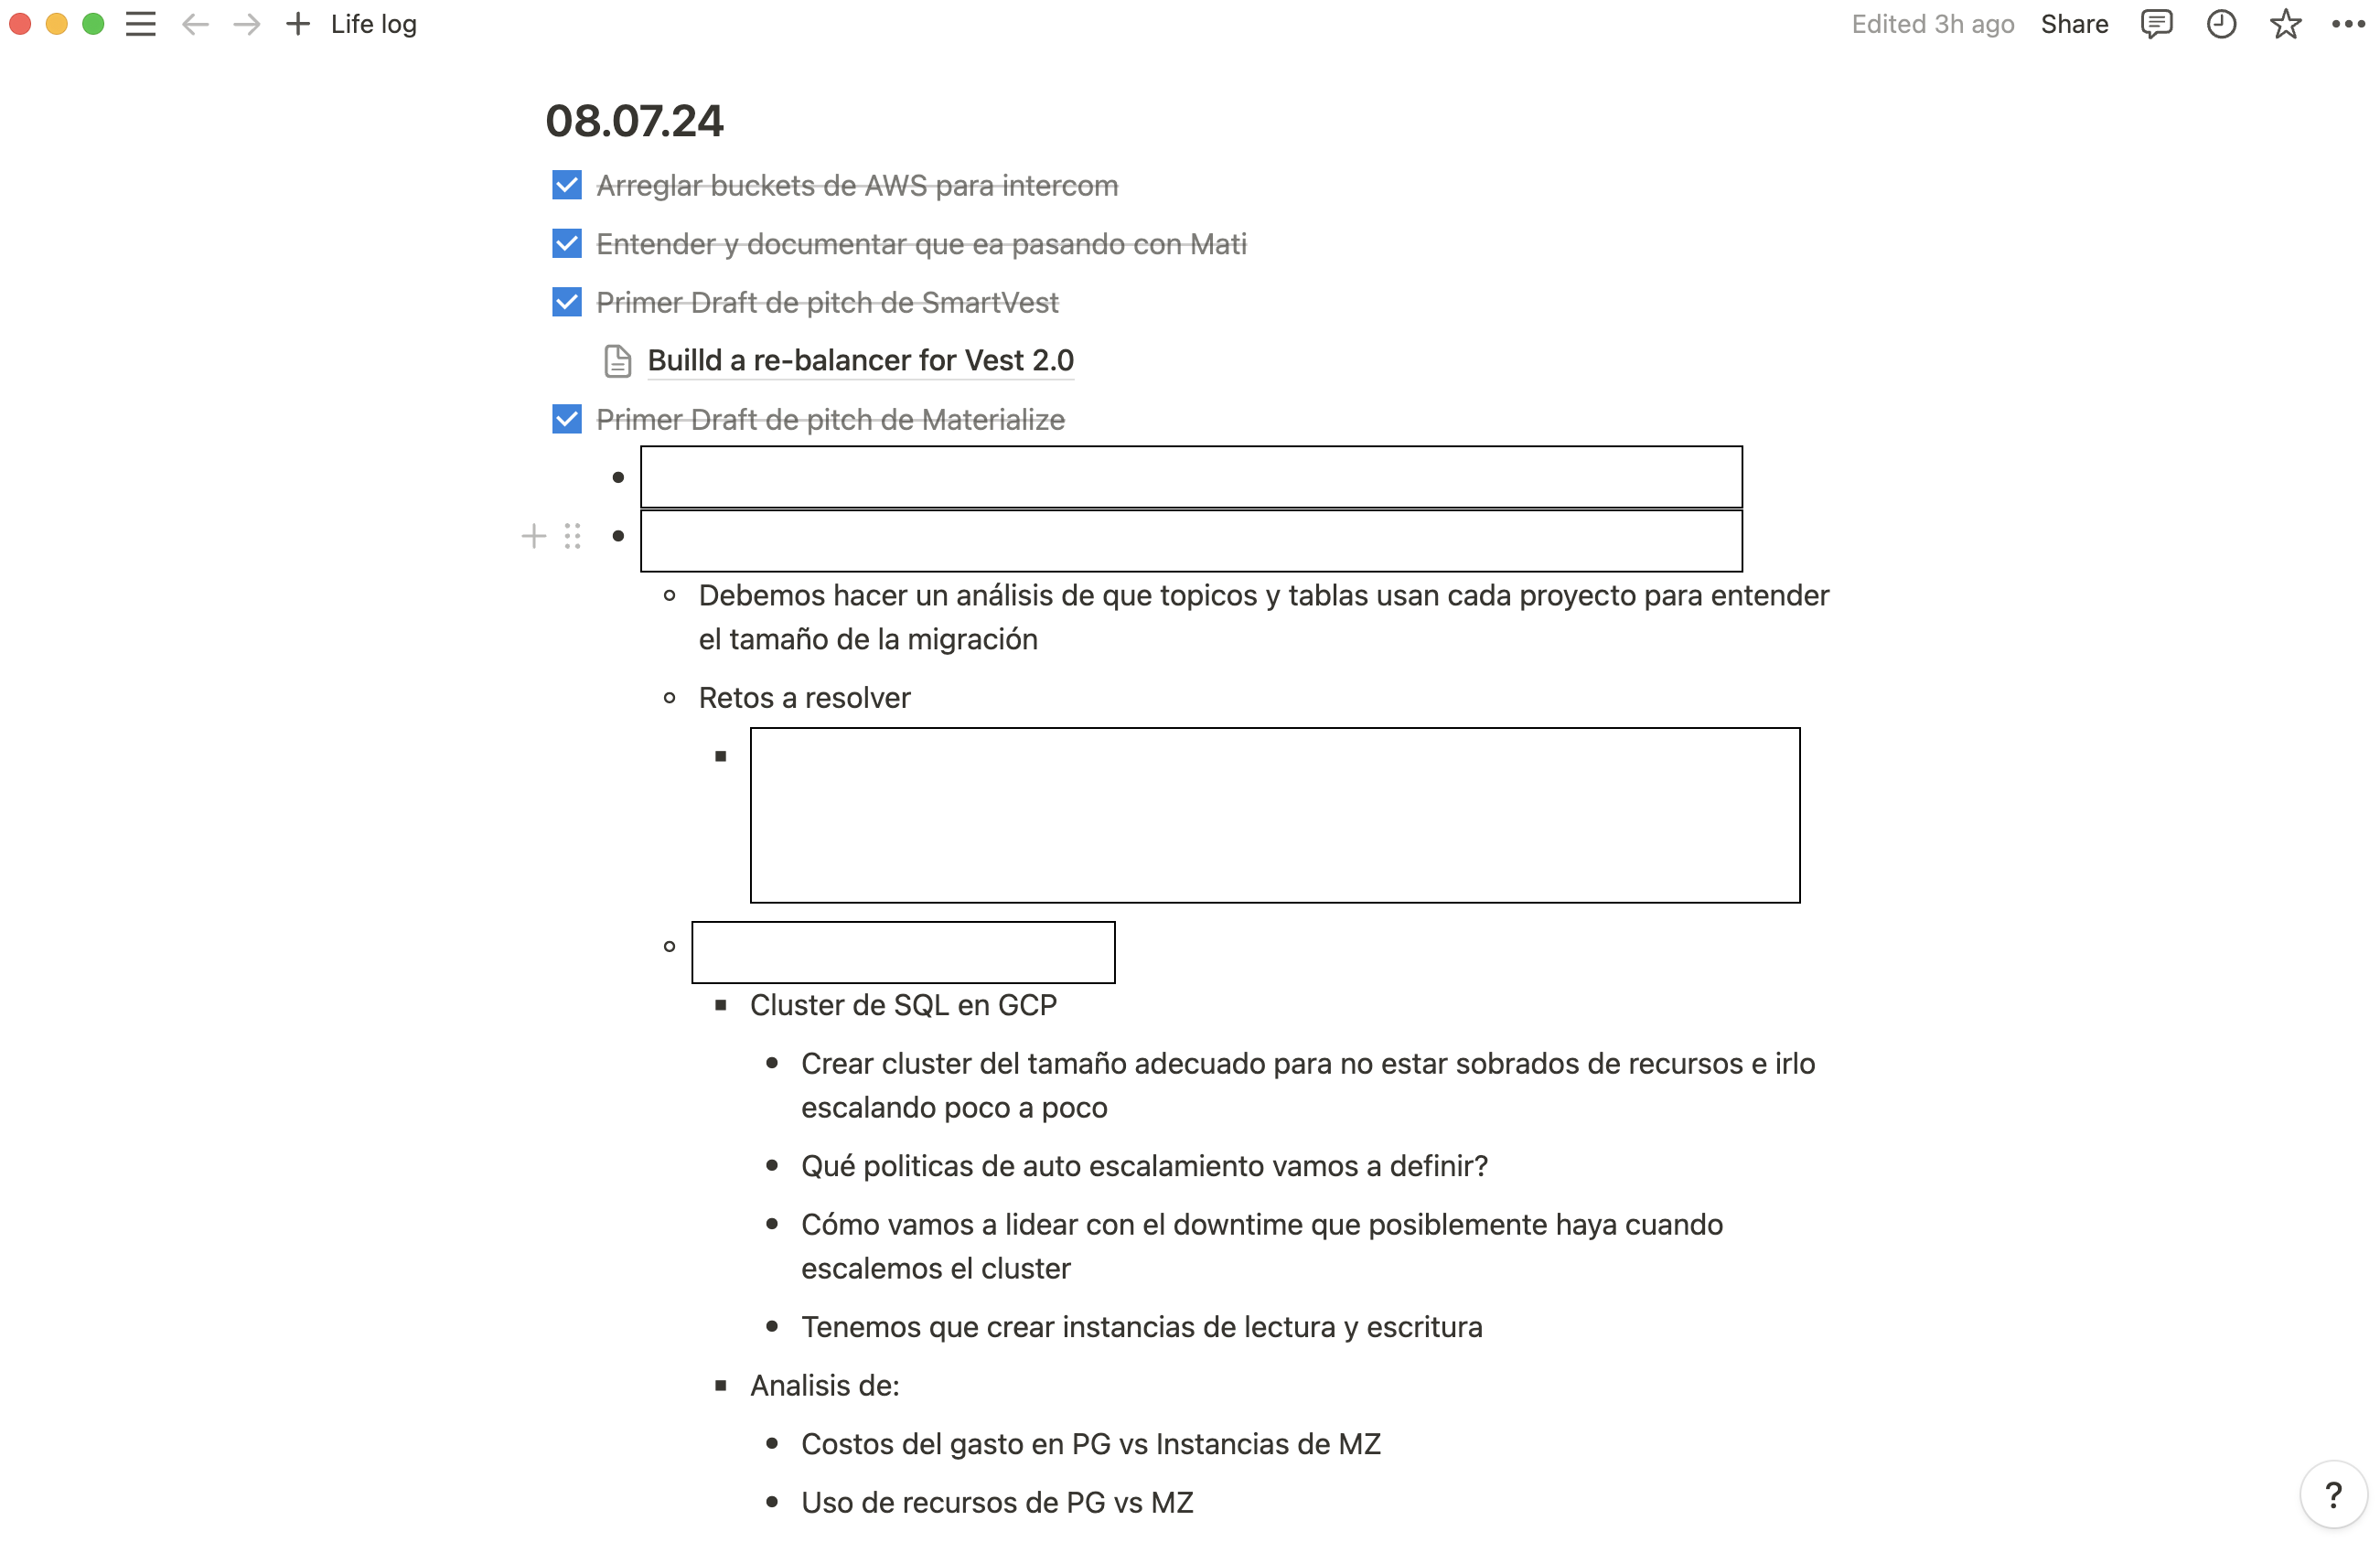 Life log
Edited 3h ago
Share
08.07.24
Arreglar buckets de AWS para intercom
Entender y documentar que ea pasando con Mati
Primer Draft de pitch de SmartVest
Builld a re-balancer for Vest 2.0
Primer Draft de pitch de Materialize
Debemos hacer un análisis de que topicos y tablas usan cada proyecto para entender
el tamaño de la migración
Retos a resolver
Cluster de SQL en GCP
Crear cluster del tamaño adecuado para no estar sobrados de recursos e irlo
escalando poco a poco
Qué politicas de auto escalamiento vamos a definir?
Cómo vamos a lidear con el downtime que posiblemente haya cuando
escalemos el cluster
Tenemos que crear instancias de lectura y escritura
Analisis de:
Costos del gasto en PG vs Instancias de MZ
Uso de recursos de PG vs MZ
?